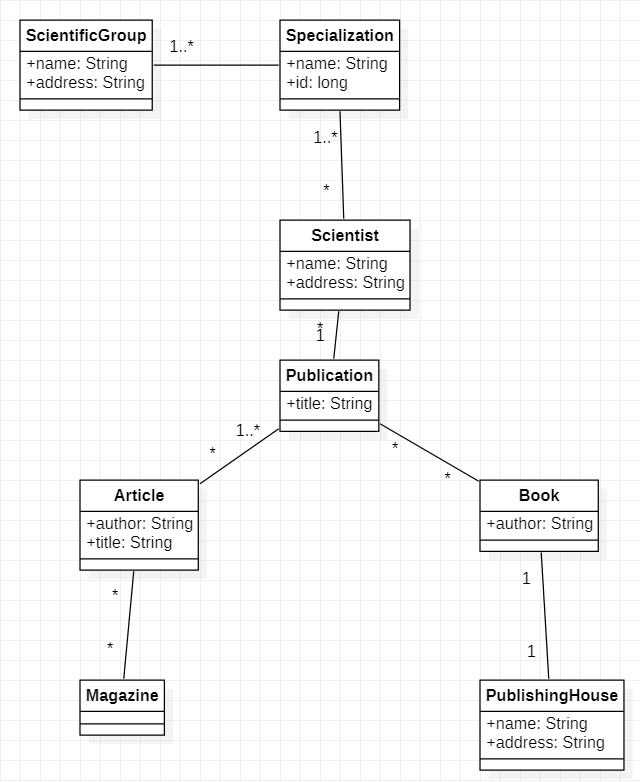 ScientificGroup
+name: String
+address: String
1..*
Specialization
+name: String
+id: long
1..*
*
Scientist
+name: String
+address: String
*
1
Publication
+title: String
1..*
*
*
*
Article
+author: String
+title: String
Book
+author: String
*
*
1
1
Magazine
PublishingHouse
+name: String
+address: String